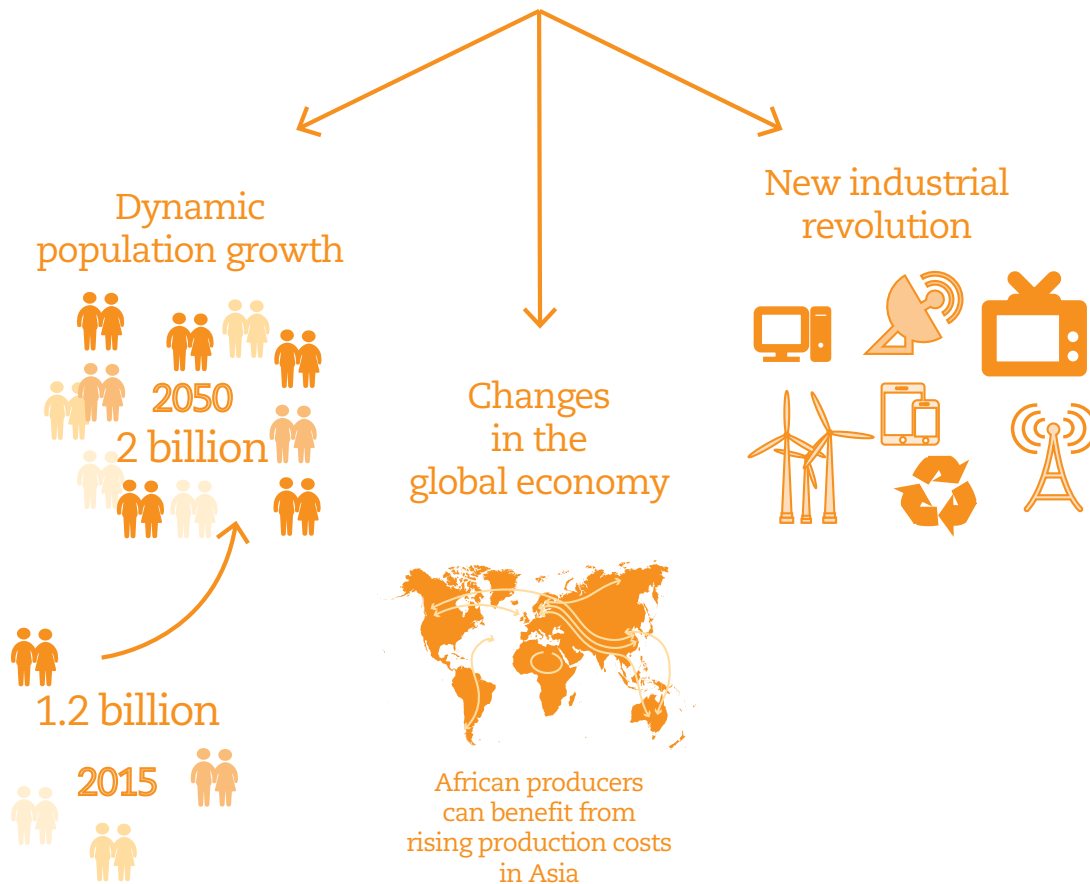 Dynamic
population growth
2050
2 billion
1.2 billion
2015
Changes
in the
global economy
African producers
can benefit from
rising production costs
in Asia
New industrial
revolution